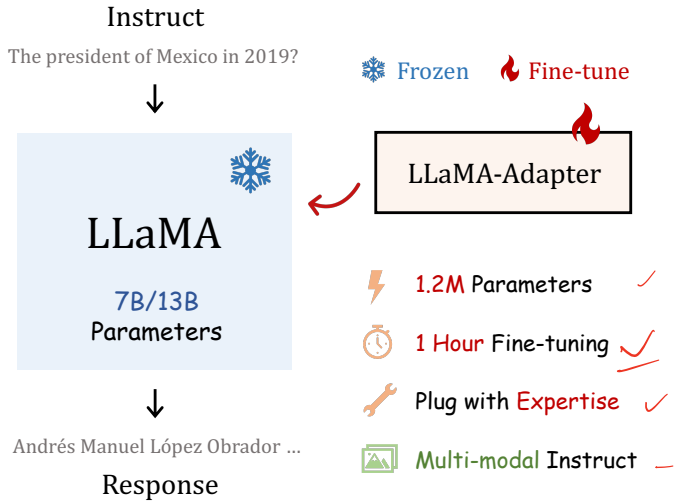 Instruct
The president of Mexico in 2019?
Frozen
Fine-tune
LLaMA
7B/13B
Parameters
LLaMA-Adapter
1.2M Parameters
1 Hour Fine-tuning
Plug with Expertise
Multi-modal Instruct
Andrés Manuel López Obrador ...
Response